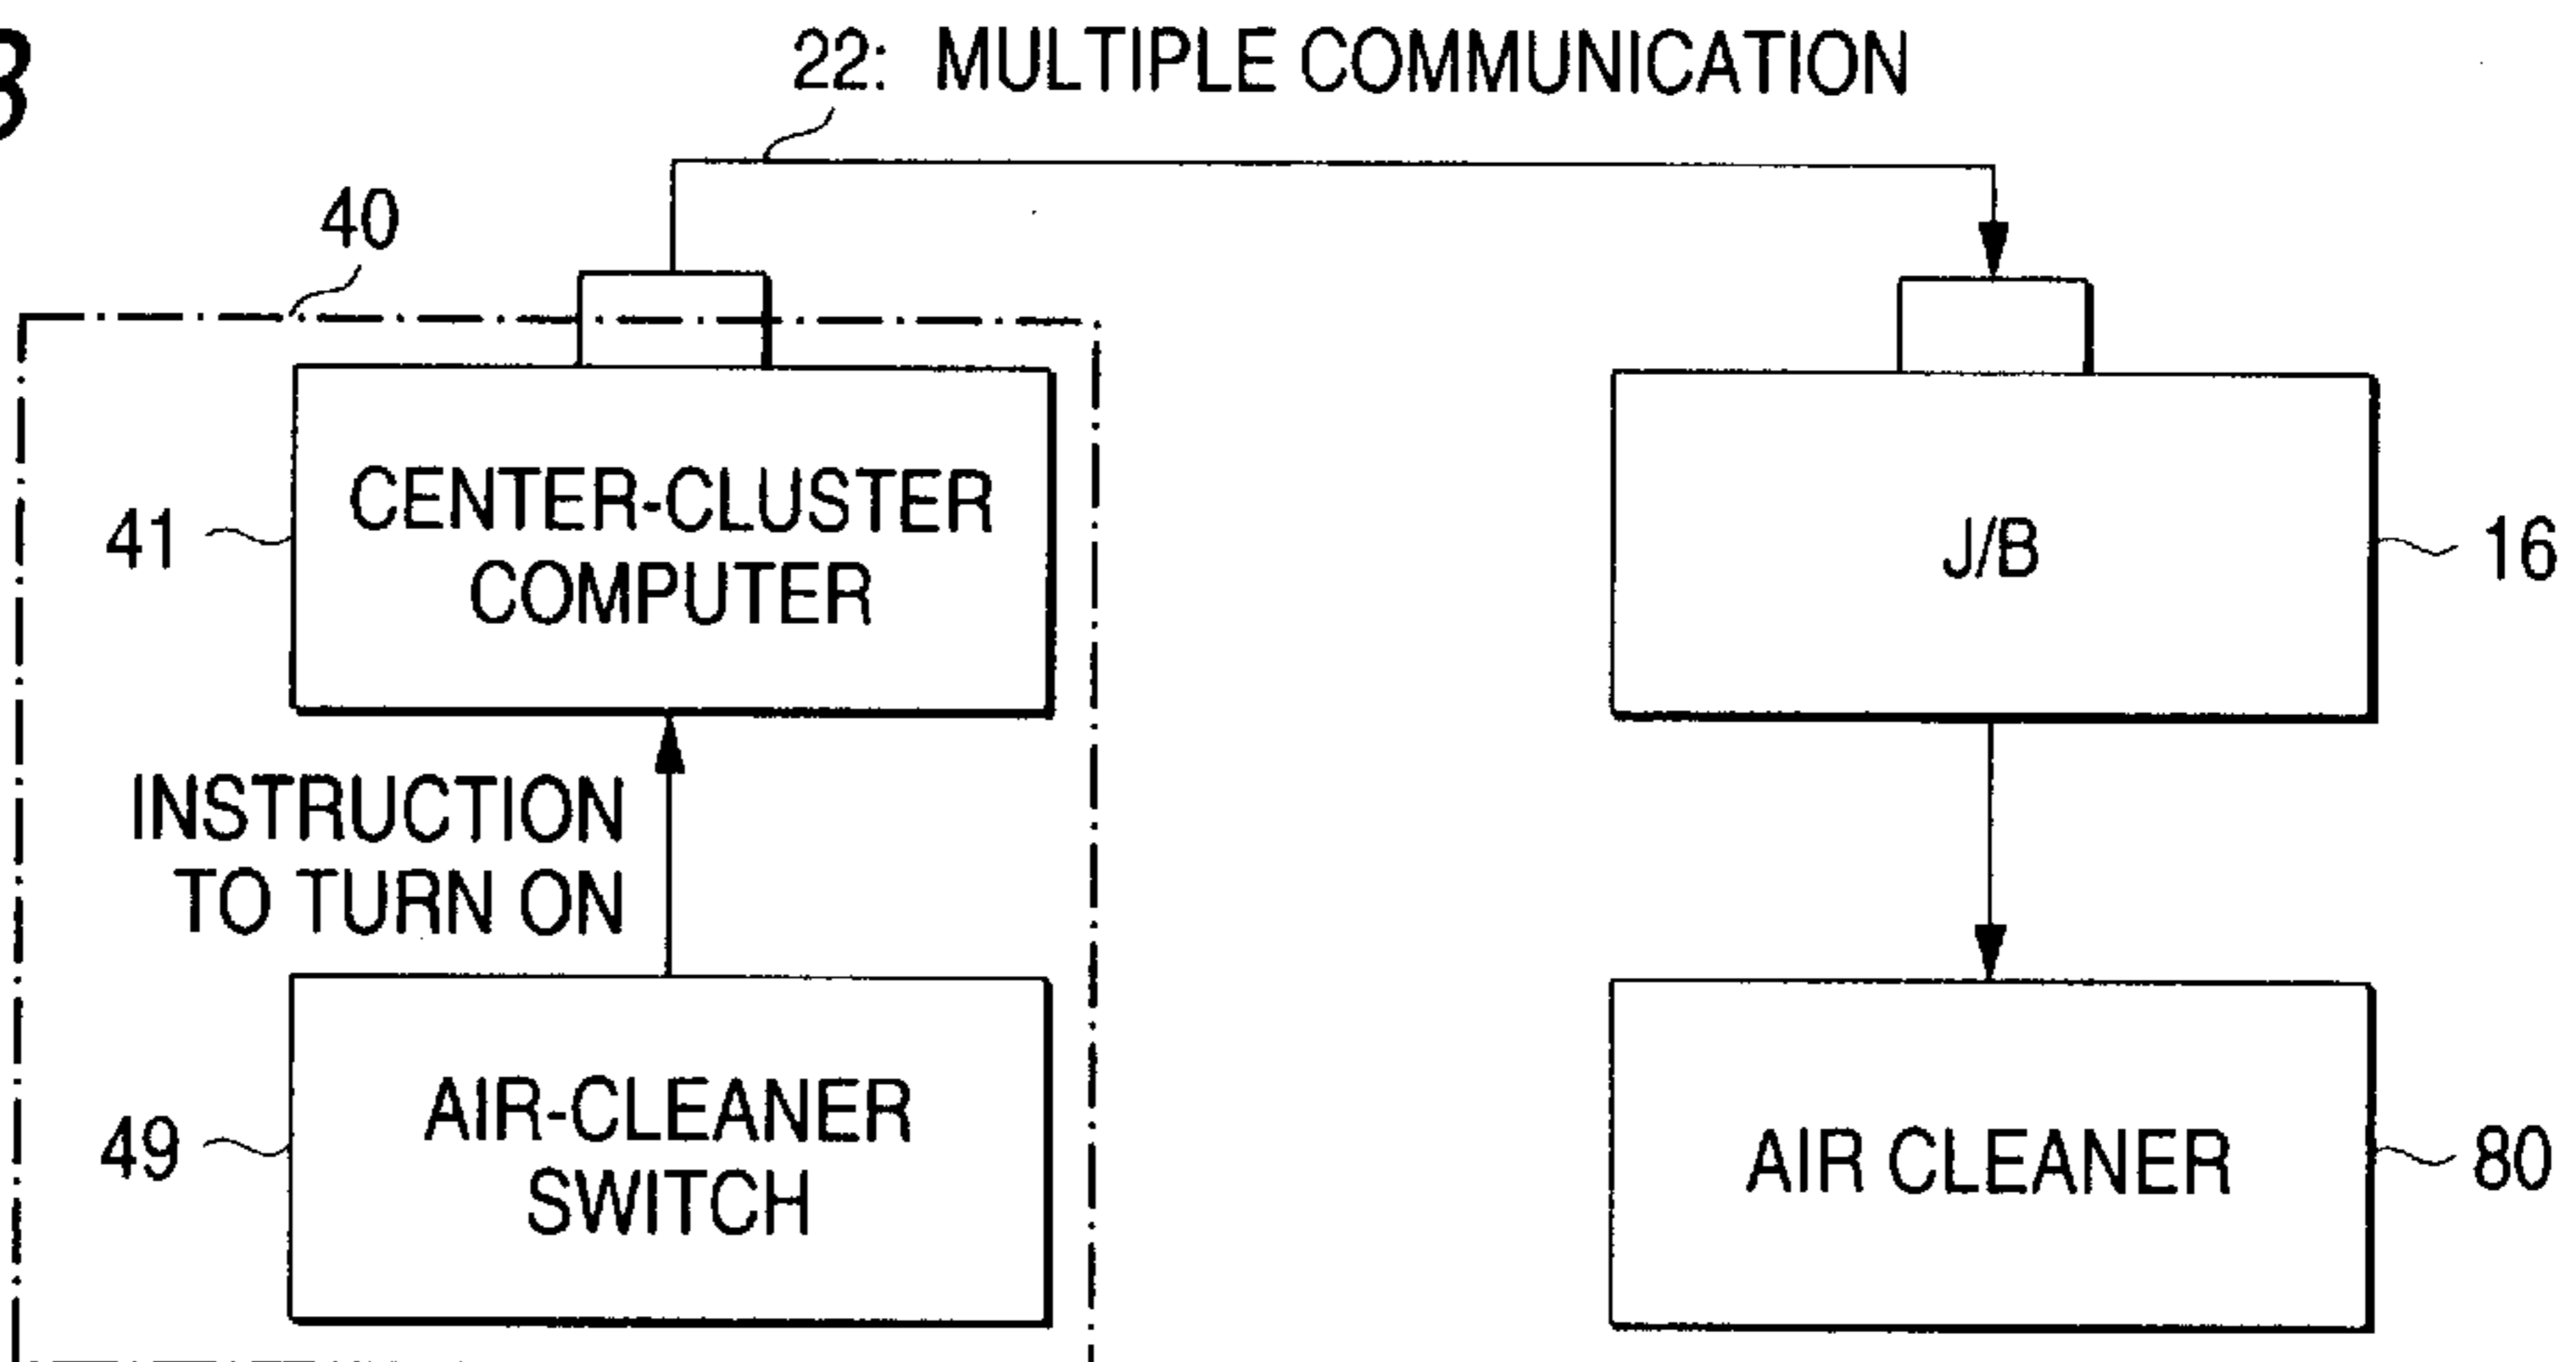 22: MULTIPLE COMMUNICATION
40
CENTER-CLUSTER
COMPUTER
41
J/B
16
INSTRUCTION
TO TURN ON
AIR-CLEANER
SWITCH
49
AIR CLEANER
80